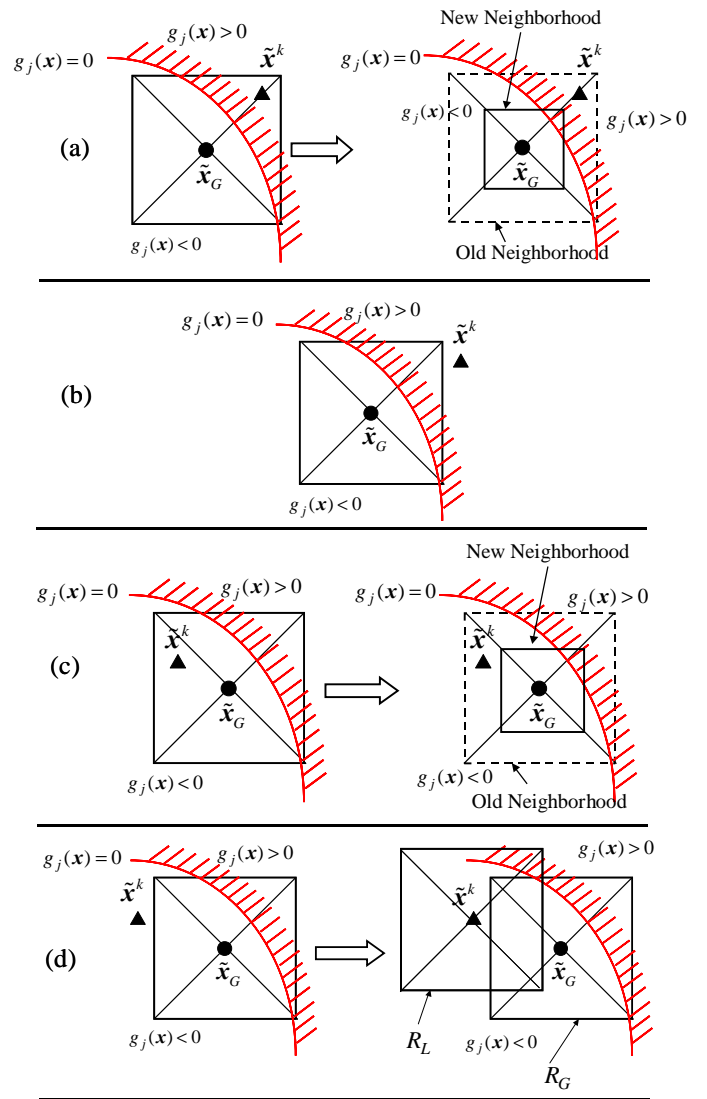 New Neighborhood
g_j(x) > 0
x̃^k
x̃^k
g_j(x) = 0
g_j(x) = 0
g_j(x) < 0
g_j(x) > 0
(a)
x̃_G
x̃_G
g_j(x) < 0
Old Neighborhood
g_j(x) = 0
g_j(x) > 0
x̃^k
(b)
x̃_G
g_j(x) < 0
New Neighborhood
g_j(x) = 0
g_j(x) > 0
g_j(x) = 0
g_j(x) > 0
x̃^k
x̃^k
(c)
x̃_G
x̃_G
g_j(x) < 0
g_j(x) < 0
Old Neighborhood
g_j(x) = 0
g_j(x) > 0
g_j(x) > 0
x̃^k
x̃^k
(d)
x̃_G
x̃_G
g_j(x) < 0
R_L
g_j(x) < 0
R_G